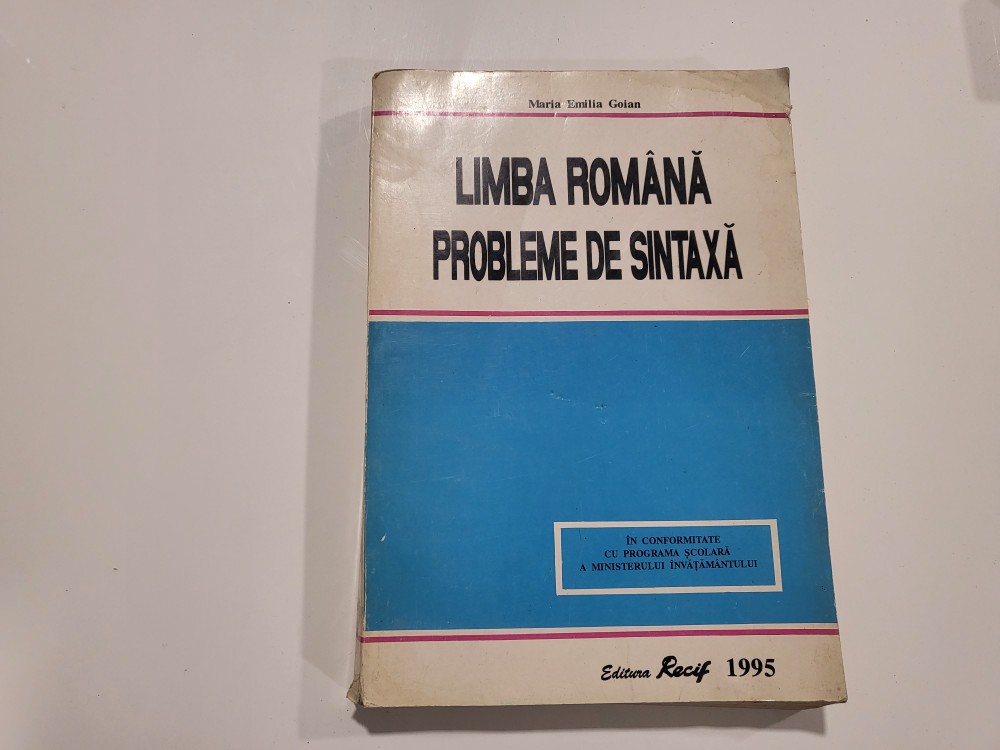 Maria Emilia Goian
LIMBA ROMÂNĂ
PROBLEME DE SINTAXĂ
ÎN CONFORMITATE
CU PROGRAMA ȘCOLARĂ
A MINISTERULUI ÎNVĂȚĂMÂNTULUI
Editura Recif 1995